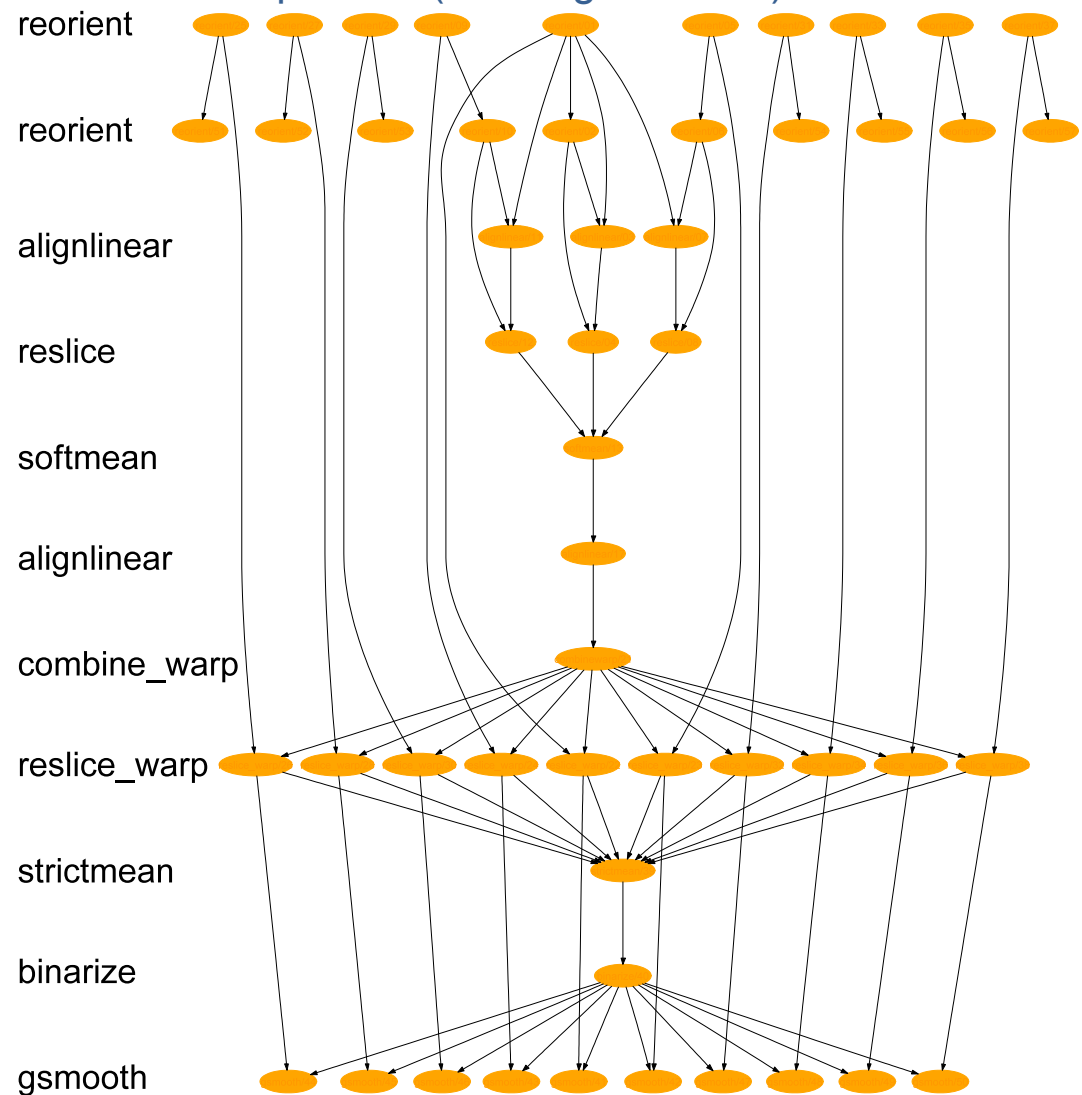 reorient
reorient
alignlinear
reslice
softmean
alignlinear
combine_warp
reslice_warp
strictmean
binarize
gsmooth